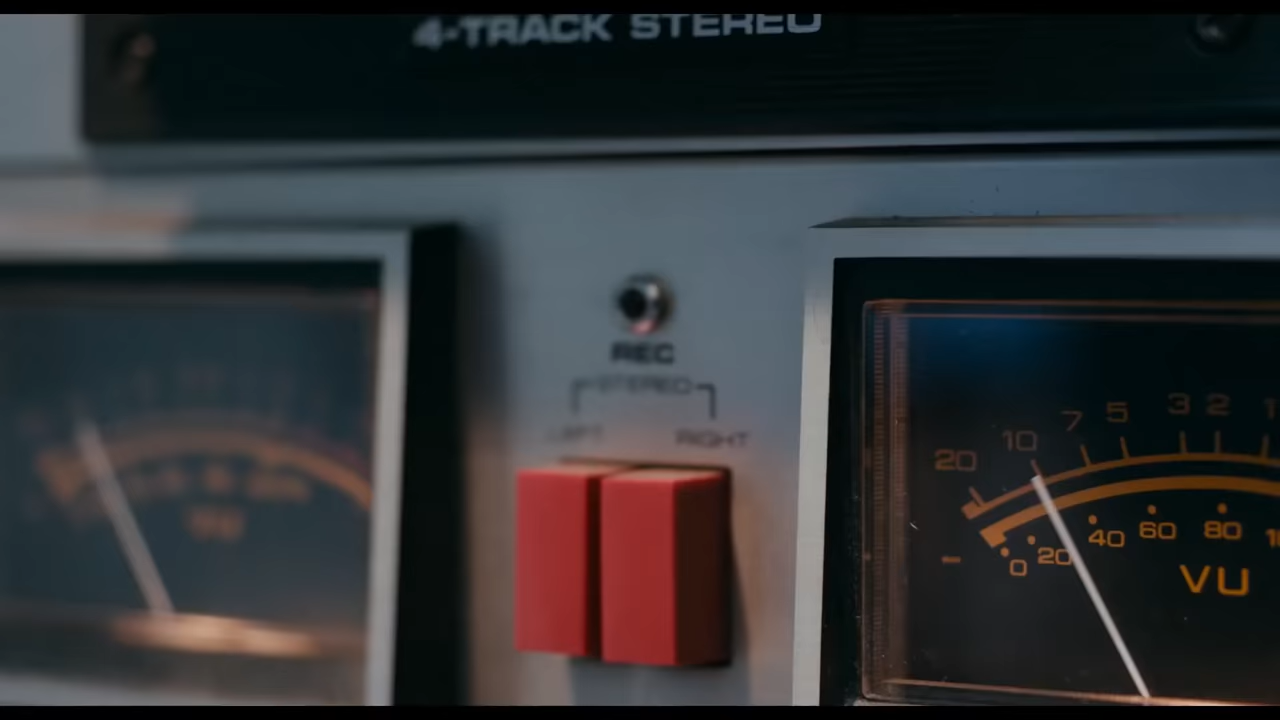 4-TRACK STEREO
REC
STEREO
LEFT RIGHT
20 10 7 5 3 2 1
- 0 20 40 60 80
VU